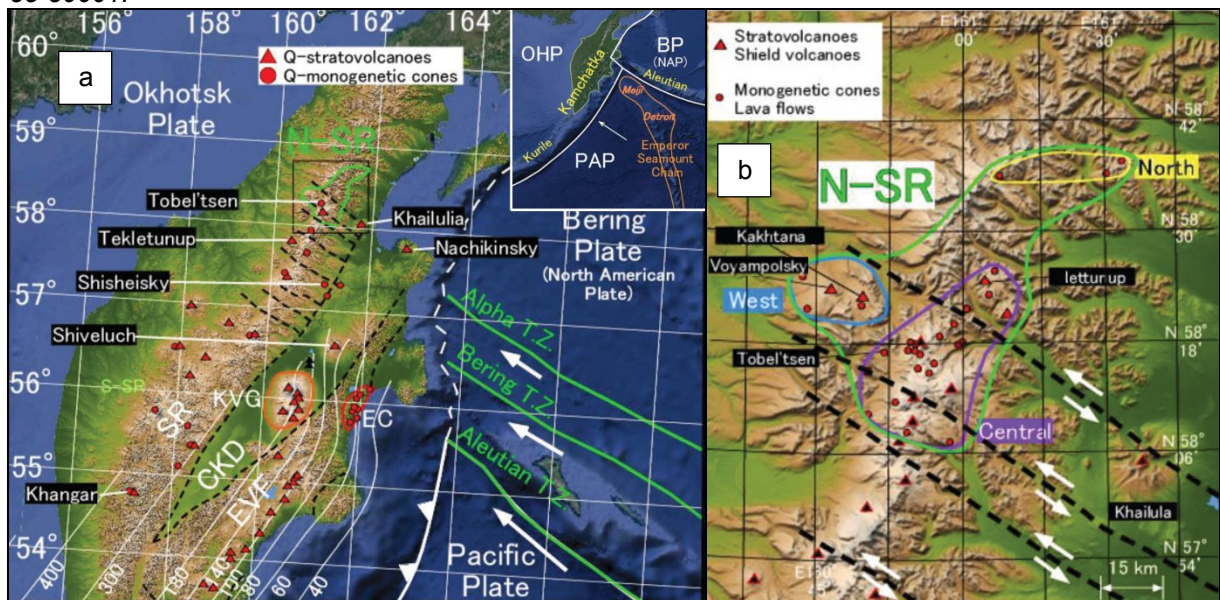 a
156°
158°
160°
162°
164°
60°
59°
58°
57°
56°
55°
54°
Q-stratovolcanoes
Q-monogenetic cones
Okhotsk
Plate
N-SR
Tobel'tsen
Tekletunup
Shisheisky
Shiveluch
Khangar
Khailulia
Nachikinsky
S-SR
SR
KVG
CKD
EC
EVF
400
300
180
140
80
60
40
OHP
BP
(NAP)
Kamchatka
Aleutian
Meiji
Detroit
Kurile
PAP
Emperor
Seamount
Chain
Bering
Plate
(North American
Plate)
Alpha T.Z.
Bering T.Z.
Aleutian T.Z.
Pacific
Plate
b
Stratovolcanoes
Shield volcanoes
Monogenetic cones
Lava flows
E161
00'
E161
30'
N 58°
42'
N 58°
30'
N 58°
18'
N 58°
06'
N 57°
54'
N-SR
North
Kakhtana
Voyampolsky
West
Tobel'tsen
Ietturup
Central
Khailula
15 km